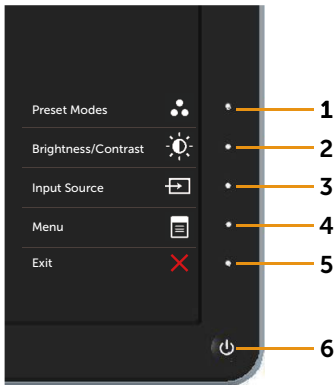 Preset Modes 1
Brightness/Contrast 2
Input Source 3
Menu 4
Exit 5
6